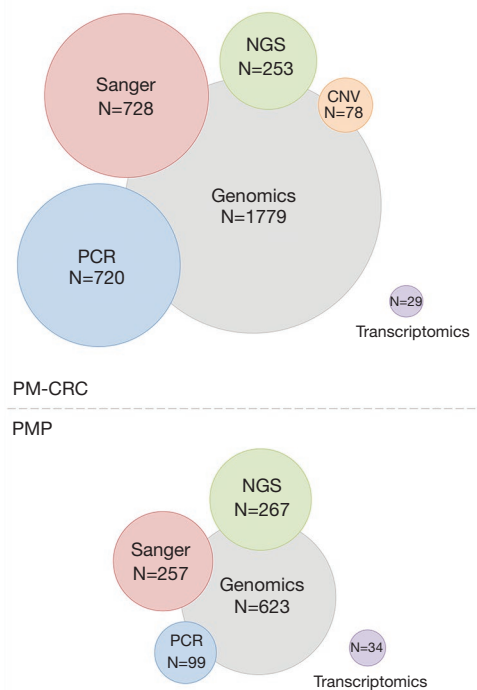 NGS
N=253
Sanger
N=728
CNV
N=78
Genomics
N=1779
PCR
N=720
N=29
Transcriptomics
PM-CRC
PMP
NGS
N=267
Sanger
N=257
Genomics
N=623
PCR
N=99
N=34
Transcriptomics